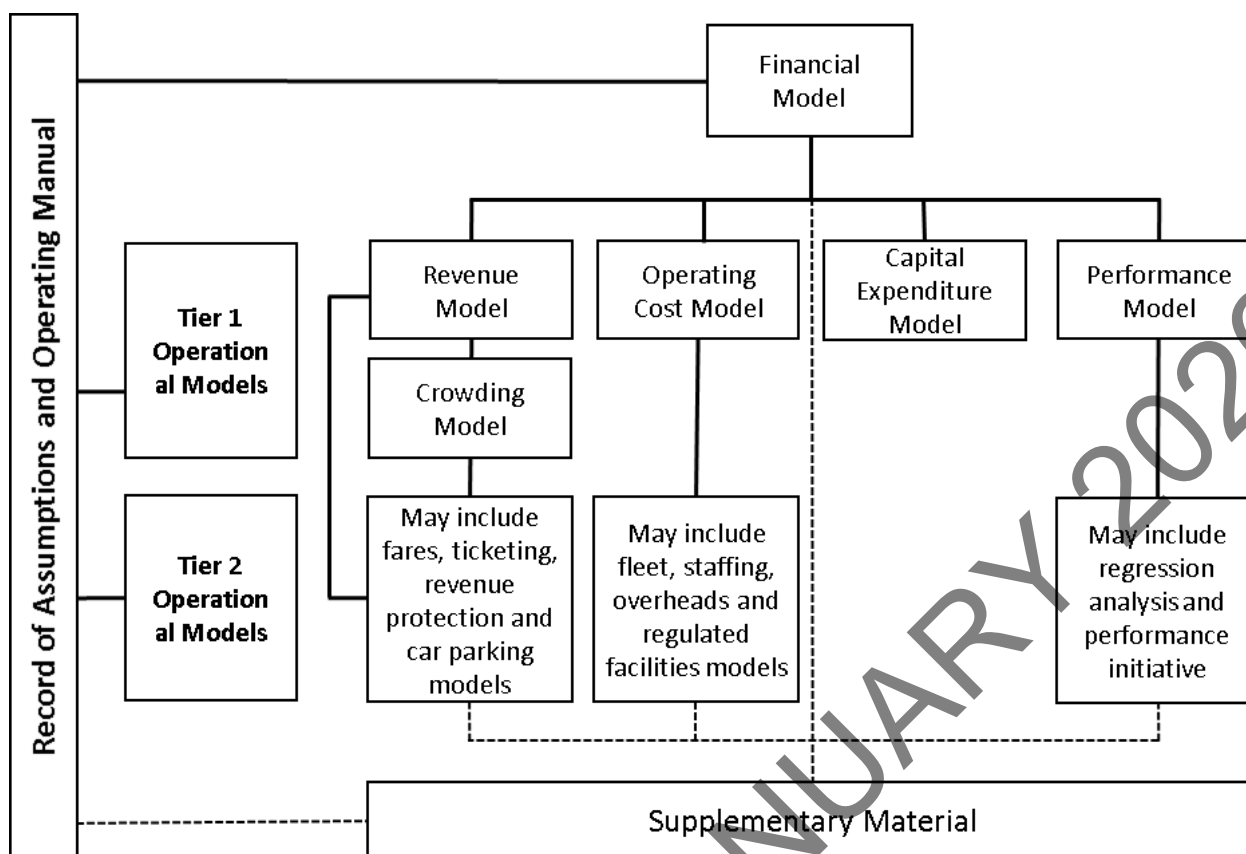 Record of Assumptions and Operating Manual
Financial
Model
Revenue
Model
Operating
Cost Model
Capital
Expenditure
Model
Performance
Model
Tier 1
Operation
al Models
Crowding
Model
Tier 2
Operation
al Models
May include
fares, ticketing,
revenue
protection and
car parking
models
May include
fleet, staffing,
overheads and
regulated
facilities models
May include
regression
analysis and
performance
initiative
Supplementary Material